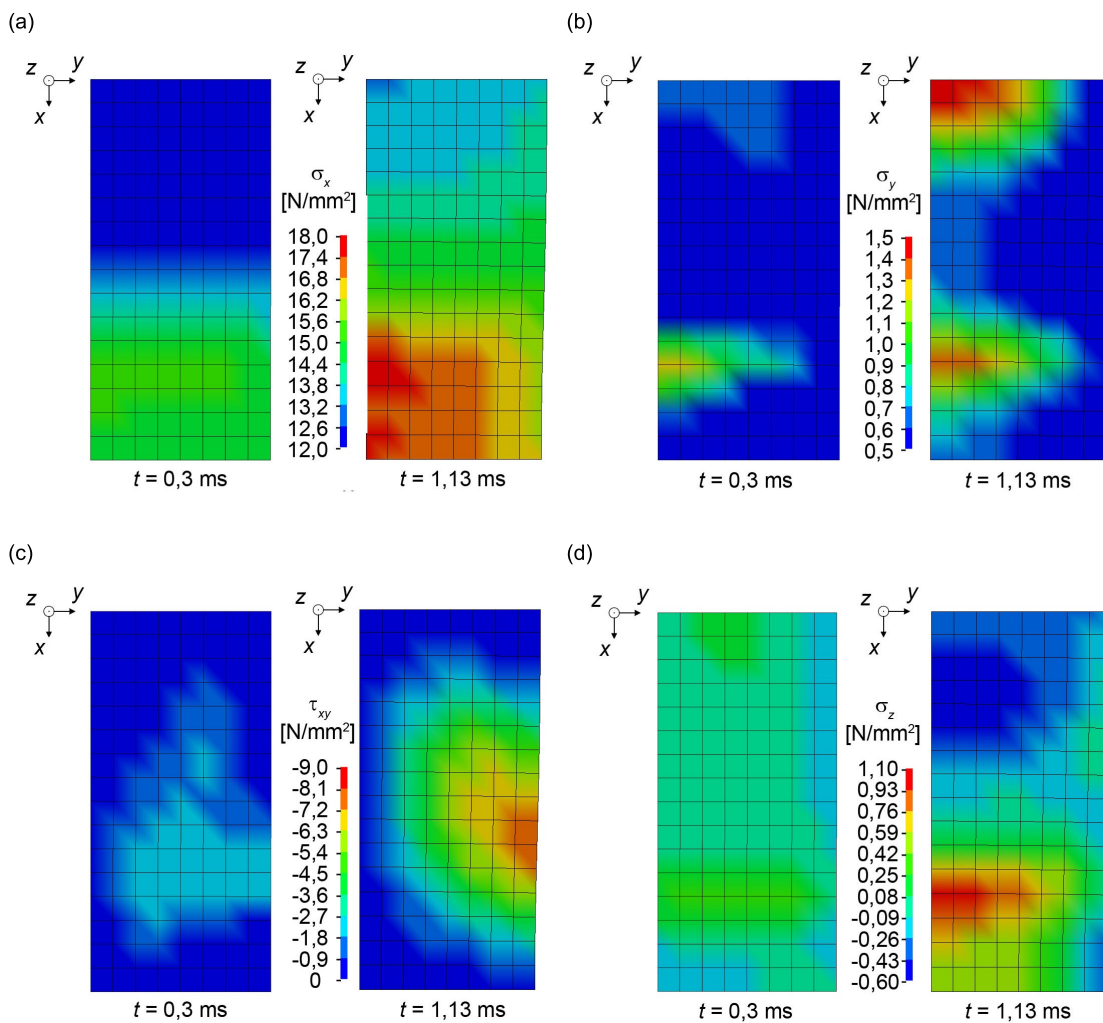 (a)
z y z y
x x
σx
[N/mm²]
18,0
17,4
16,8
16,2
15,6
15,0
14,4
13,8
13,2
12,6
12,0
t = 0,3 ms t = 1,13 ms
(b)
z y z y
x x
σy
[N/mm²]
1,5
1,4
1,3
1,2
1,1
1,0
0,9
0,8
0,7
0,6
0,5
t = 0,3 ms t = 1,13 ms
(c)
z y z y
x x
τxy
[N/mm²]
-9,0
-8,1
-7,2
-6,3
-5,4
-4,5
-3,6
-2,7
-1,8
-0,9
0
t = 0,3 ms t = 1,13 ms
(d)
z y z y
x x
σz
[N/mm²]
1,10
0,93
0,76
0,59
0,42
0,25
0,08
-0,09
-0,26
-0,43
-0,60
t = 0,3 ms t = 1,13 ms